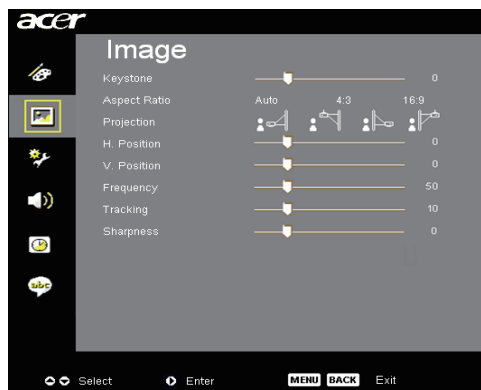 acer
Image
Keystone 0
Aspect Ratio Auto 4:3 16:9
Projection
H. Position 0
V. Position 0
Frequency 50
Tracking 10
Sharpness 0
abc
Select Enter MENU BACK Exit